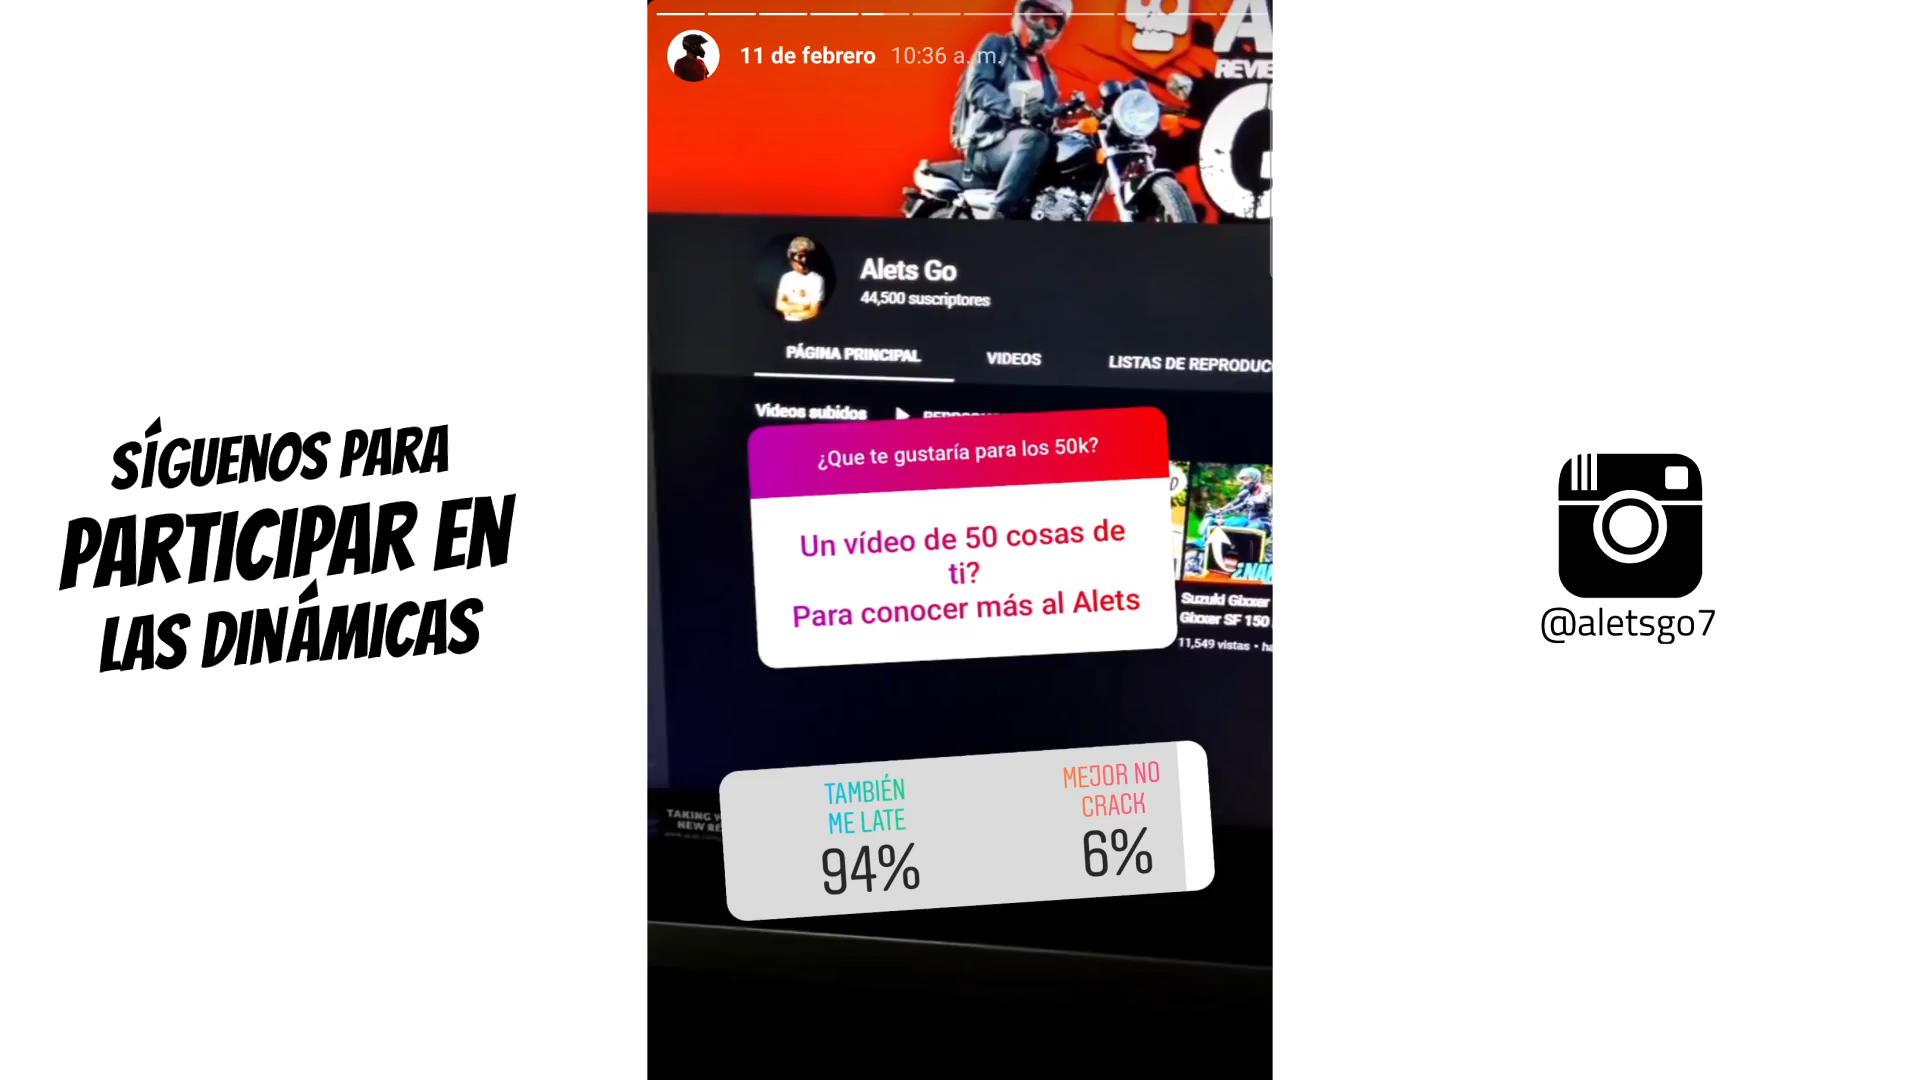 SÍGUENOS PARA
PARTICIPAR EN
LAS DINÁMICAS
11 de febrero 10:36 a. m.
Alets Go
44,500 suscriptores
PÁGINA PRINCIPAL
VIDEOS
LISTAS DE
Videos subidos
¿Que te gustaría para los 50k?
Un vídeo de 50 cosas de
ti?
Para conocer más al Alets
Suzuki Gixxer
Gixxer SF 150
11,549 vistas
TAKING
NEW
TAMBIÉN
ME LATE
94%
MEJOR NO
CRACK
6%
@aletsgo7